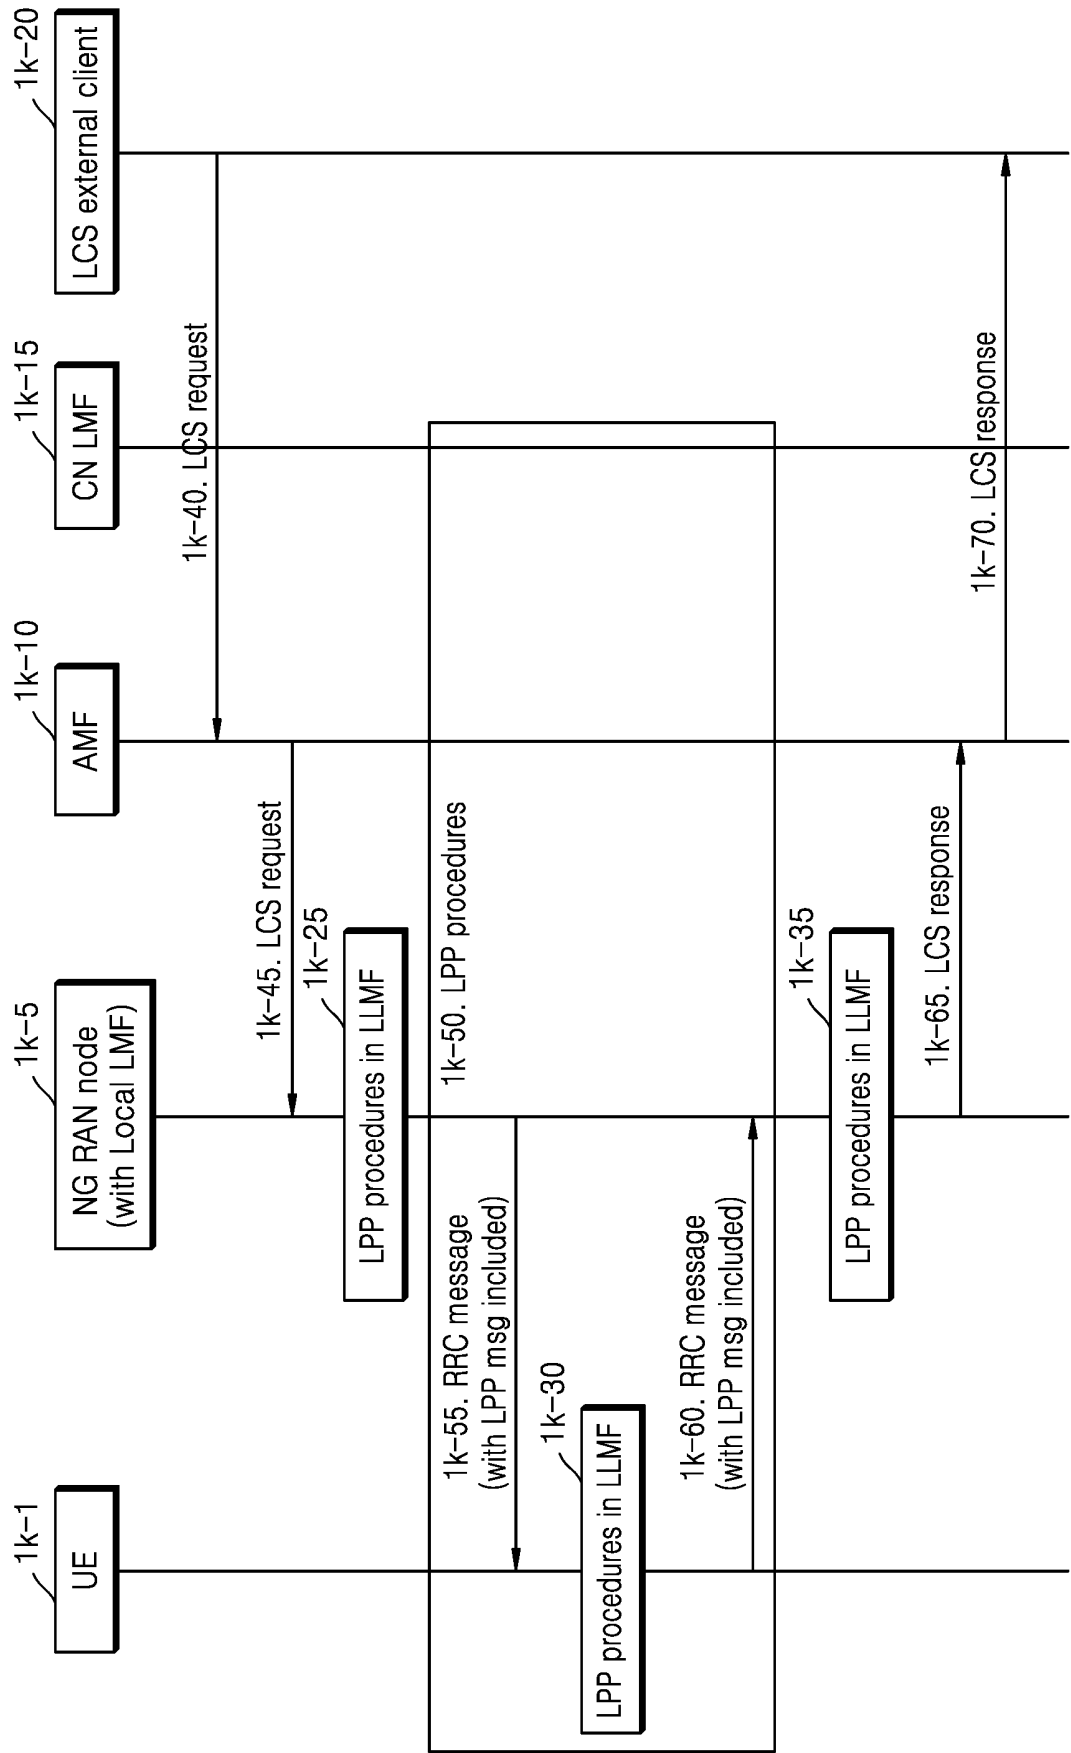 1k-1
UE
1k-5
NG RAN node
(with Local LMF)
1k-10
AMF
1k-15
CN LMF
1k-20
LCS external client
1k-40. LCS request
1k-45. LCS request
1k-25
LPP procedures in LLMF
1k-50. LPP procedures
1k-55. RRC message
(with LPP msg included)
1k-30
LPP procedures in LLMF
1k-60. RRC message
(with LPP msg included)
1k-35
LPP procedures in LLMF
1k-65. LCS response
1k-70. LCS response